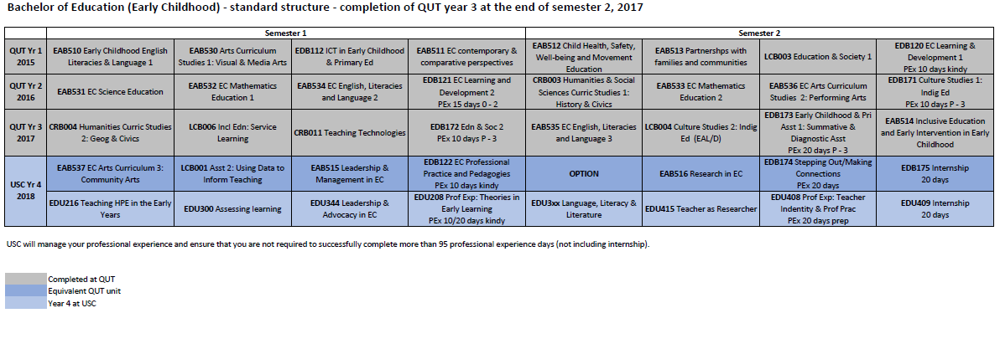 Bachelor of Education (Early Childhood) - standard structure - completion of QUT year 3 at the end of semester 2, 2017
Semester 1
Semester 2
QUT Yr 1
2015
EAB510 Early Childhood English
Literacies & Language 1
EAB530 Arts Curriculum
Studies 1: Visual & Media Arts
EDB112 ICT in Early Childhood
& Primary Ed
EAB511 EC contemporary &
comparative perspectives
EAB512 Child Health, Safety,
Well-being and Movement
Education
EAB513 Partnershps with
families and communities
LCB003 Education & Society 1
EDB120 EC Learning &
Development 1
PEx 10 days kindy
QUT Yr 2
2016
EAB531 EC Science Education
EAB532 EC Mathematics
Education 1
EAB534 EC English, Literacies
and Language 2
EDB121 EC Learning and
Development 2
PEx 15 days 0 - 2
CRB003 Humanities & Social
Sciences Curric Studies 1:
History & Civics
EAB533 EC Mathematics
Education 2
EAB536 EC Arts Curriculum
Studies 2: Performing Arts
EDB171 Culture Studies 1:
Indig Ed
PEx 10 days P - 3
QUT Yr 3
2017
CRB004 Humanities Curric Studies
2: Geog & Civics
LCB006 Incl Edn: Service
Learning
CRB011 Teaching Technologies
EDB172 Edn & Soc 2
PEx 10 days P - 3
EAB535 EC English, Literacies
and Language 3
LCB004 Culture Studies 2: Indig
Ed (EAL/D)
EDB173 Early Childhood & Pri
Asst 1: Summative &
Diagnostic Asst
PEx 20 days P - 3
EAB514 Inclusive Education
and Early Intervention in Early
Childhood
USC Yr 4
2018
EAB537 EC Arts Curriculum 3:
Community Arts
LCB001 Asst 2: Using Data to
Inform Teaching
EAB515 Leadership &
Management in EC
EDB122 EC Professional
Practice and Pedagogies
PEx 10 days kindy
OPTION
EAB516 Research in EC
EDB174 Stepping Out/Making
Connections
PEx 20 days
EDB175 Internship
20 days
EDU216 Teaching HPE in the Early
Years
EDU300 Assessing learning
EDU344 Leadership &
Advocacy in EC
EDU208 Prof Exp: Theories in
Early Learning
PEx 10/20 days kindy
EDU3xx Language, Literacy &
Literature
EDU415 Teacher as Researcher
EDU408 Prof Exp: Teacher
Indentity & Prof Prac
PEx 20 days prep
EDU409 Internship
20 days
USC will manage your professional experience and ensure that you are not required to successfully complete more than 95 professional experience days (not including internship).
Completed at QUT
Equivalent QUT unit
Year 4 at USC